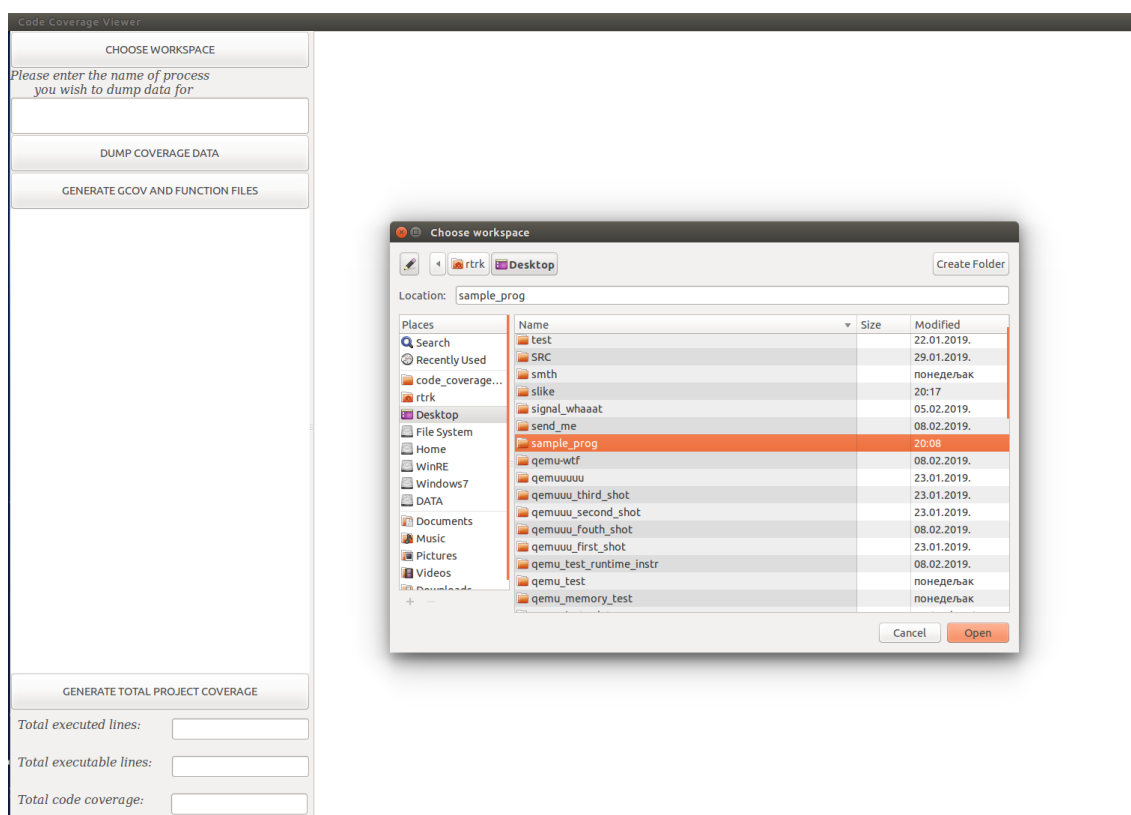 Code Coverage Viewer
CHOOSE WORKSPACE
Please enter the name of process
you wish to dump data for
DUMP COVERAGE DATA
GENERATE GCOV AND FUNCTION FILES
Choose workspace
rtrk Desktop Create Folder
Location: sample_prog
Places Name Size Modified
Search test 22.01.2019.
Recently Used SRC 29.01.2019.
smth понедељак
code_coverage... slike 20:17
rtrk signal_whaaat 05.02.2019.
Desktop send_me 08.02.2019.
File System sample_prog 20:08
Home qemu-wtf 08.02.2019.
WinRE qemuuuuu 23.01.2019.
Windows7 qemuuu_third_shot 23.01.2019.
DATA qemuuu_second_shot 23.01.2019.
Documents qemuuu_fouth_shot 08.02.2019.
Music qemuuu_first_shot 23.01.2019.
Pictures qemu_test_runtime_instr 08.02.2019.
Videos qemu_test понедељак
Downloads qemu_memory_test понедељак
Cancel Open
GENERATE TOTAL PROJECT COVERAGE
Total executed lines:
Total executable lines:
Total code coverage: